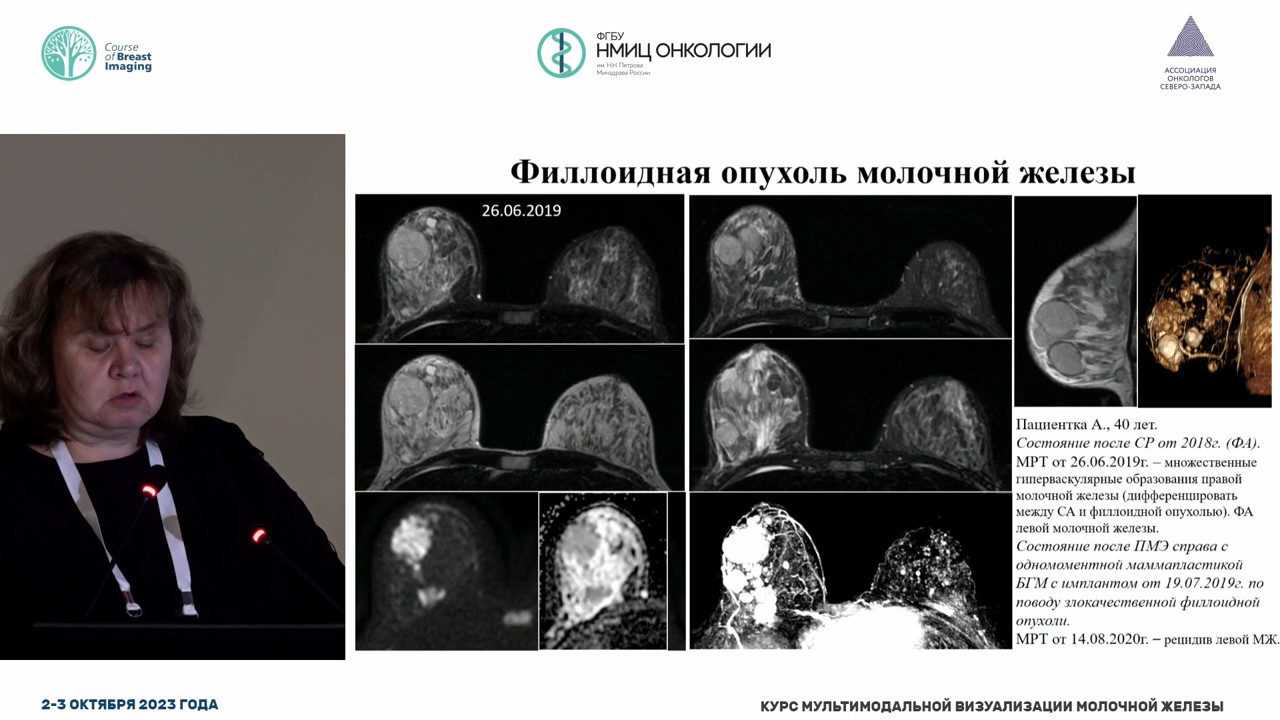 Course
of Breast
Imaging
ФГБУ
НМИЦ ОНКОЛОГИИ
им. Н.Н. Петрова
Минздрава России
АССОЦИАЦИЯ
ОНКОЛОГОВ
СЕВЕРО-ЗАПАДА
Филлоидная опухоль молочной железы
26.06.2019
Пациентка А., 40 лет.
Состояние после СР от 2018г. (ФА).
МРТ от 26.06.2019г. – множественные
гиперваскулярные образования правой
молочной железы (дифференцировать
между СА и филлоидной опухолью). ФА
левой молочной железы.
Состояние после ПМЭ справа с
одномоментной маммапластикой
БГМ с имплантом от 19.07.2019г. по
поводу злокачественной филлоидной
опухоли.
МРТ от 14.08.2020г. – рецидив левой МЖ.
2-3 ОКТЯБРЯ 2023 ГОДА
КУРС МУЛЬТИМОДАЛЬНОЙ ВИЗУАЛИЗАЦИИ МОЛОЧНОЙ ЖЕЛЕЗЫ